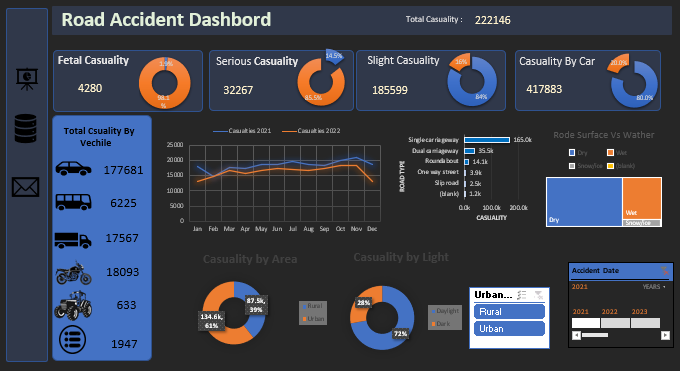 Road Accident Dashbord
Total Casuality :
222146
Fetal Casuality
4280
1.9%
98.1
%
Serious Casuality
32267
14.5%
85.5%
Slight Casuality
185599
16%
84%
Casuality By Car
417883
20.0%
80.0%
Total Csuality By
Vechile
177681
6225
17567
18093
633
1947
Casualties 2021
Casualties 2022
25000
20000
15000
10000
5000
0
Jan Feb Mar Apr May Jun Jul Aug Sep Oct Nov Dec
ROAD TYPE
Single carriageway 165.0k
Dual carriageway 35.5k
Roundabout 14.1k
One way street 3.9k
Slip road 2.5k
(blank) 1.2k
0.0k 100.0k 200.0k
CASUALITY
Rode Surface Vs Wather
Dry
Wet
Snow/Ice
(blank)
Dry
Wet
Snow/Ice
Casuality by Area
87.5k,
39%
134.6k,
61%
Rural
Urban
Casuality by Light
28%
72%
Daylight
Dark
Urban...
Rural
Urban
Accident Date
2021
YEARS
2021 2022 2023